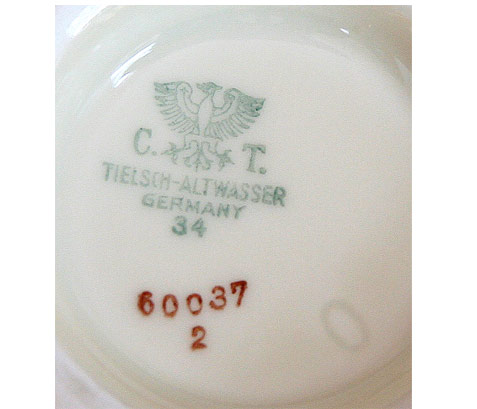 C. T.
TIELSCH-ALTWASSER
GERMANY
34
60037
2